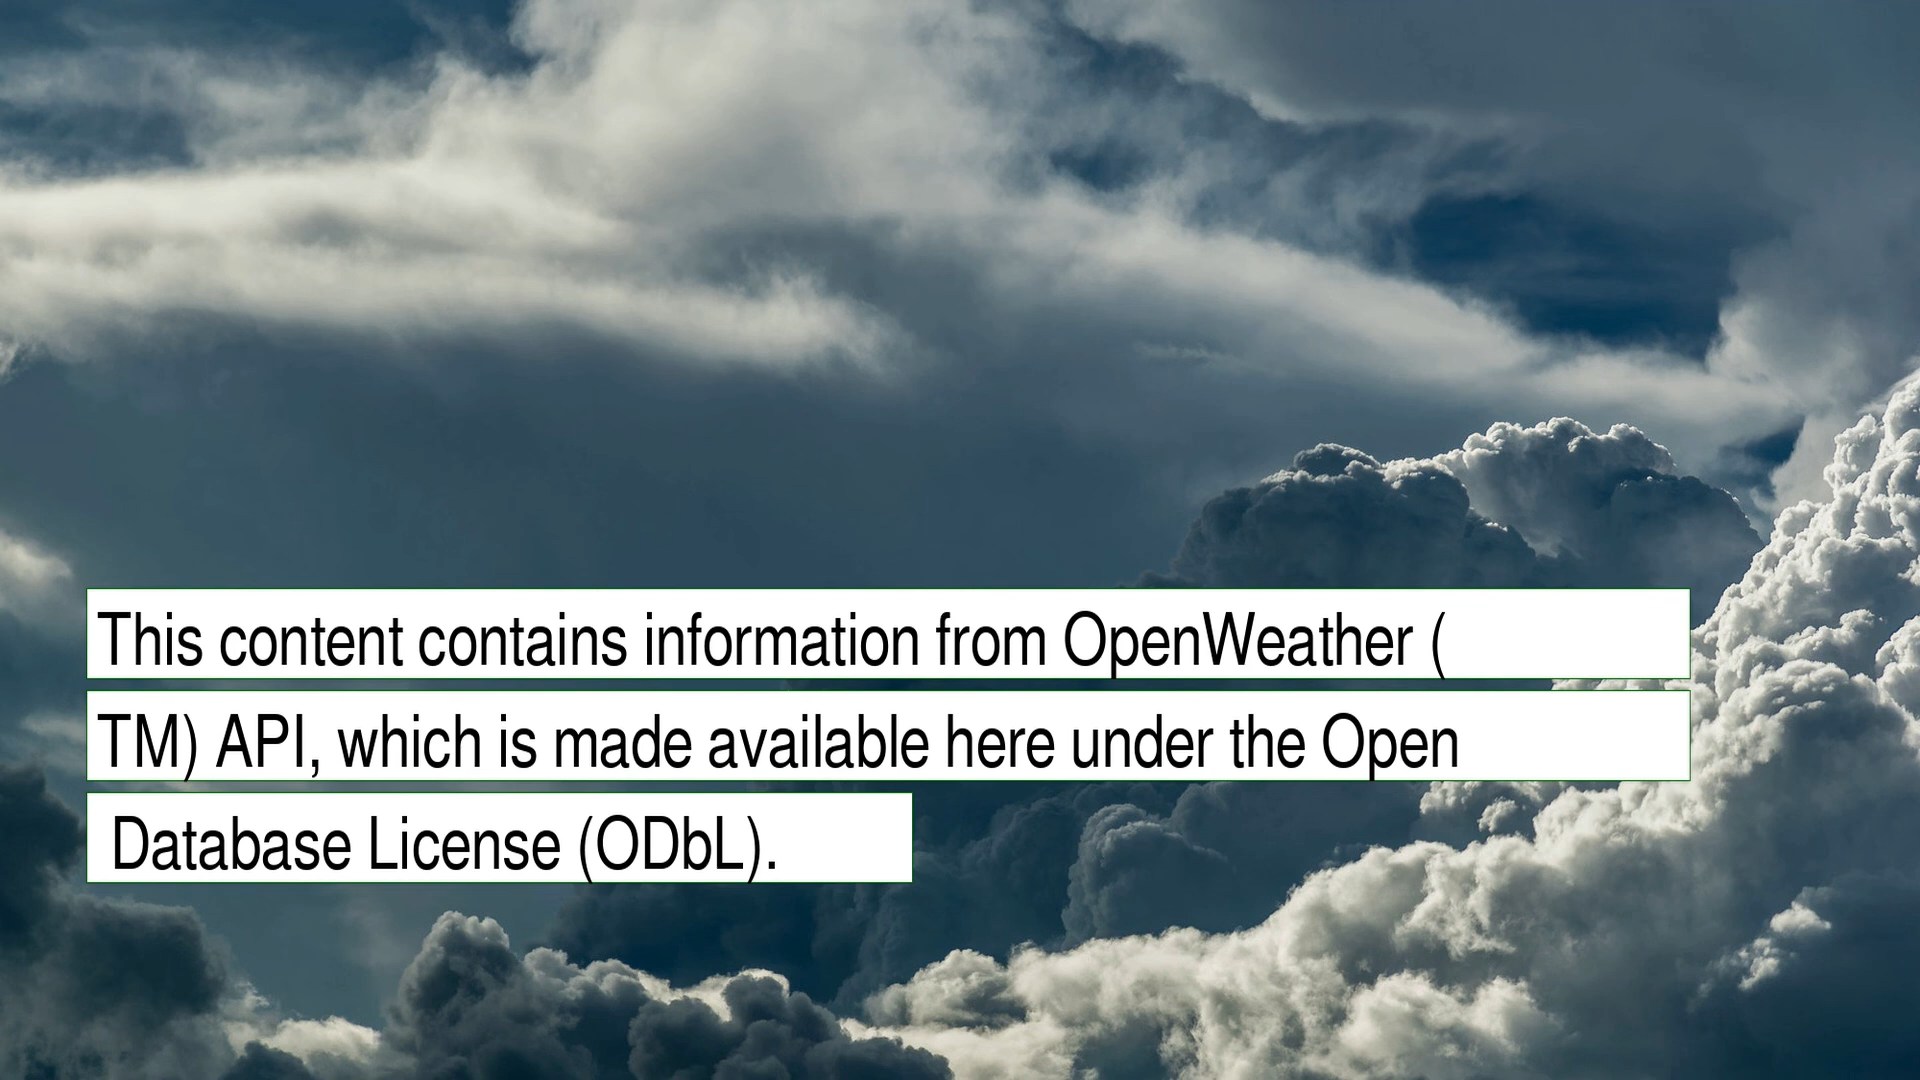 This content contains information from OpenWeather (
TM) API, which is made available here under the Open
Database License (ODbL).